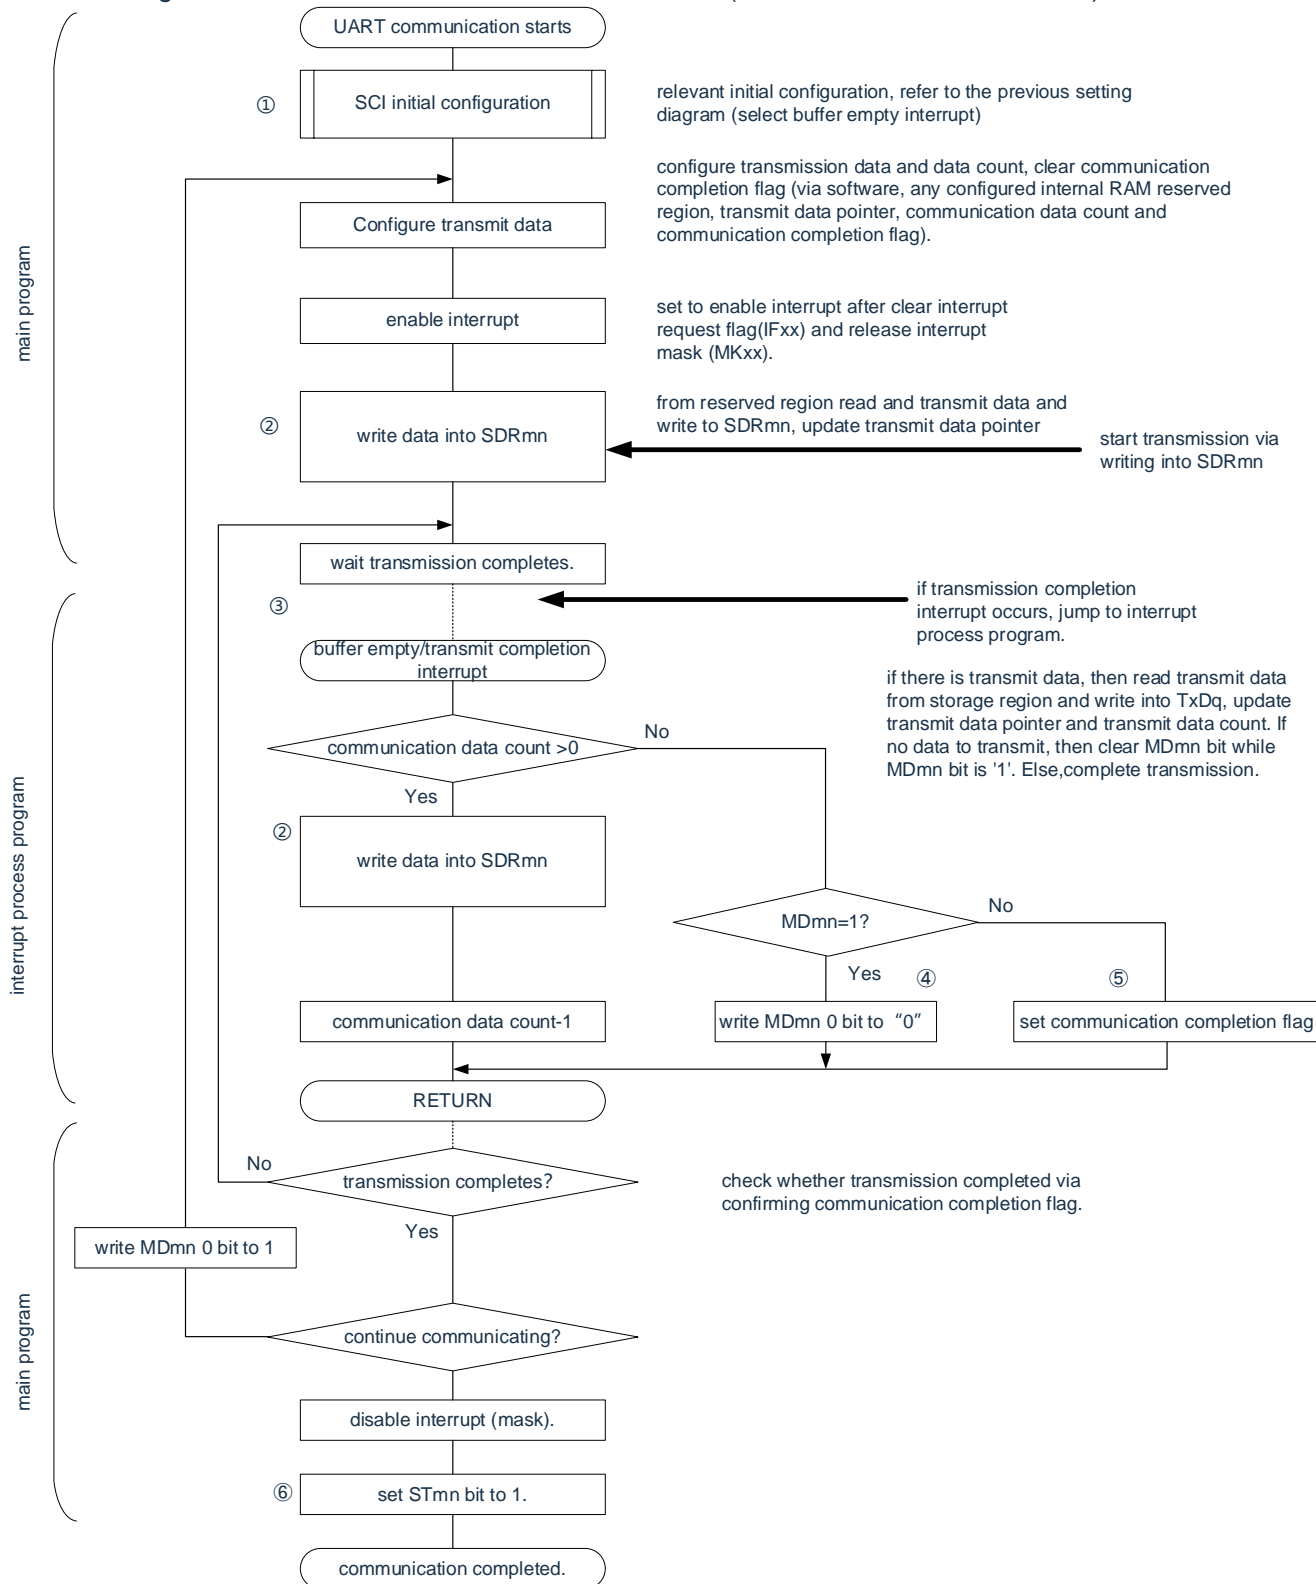 UART communication starts
①
SCI initial configuration
relevant initial configuration, refer to the previous setting
diagram (select buffer empty interrupt)
configure transmission data and data count, clear communication
completion flag (via software, any configured internal RAM reserved
region, transmit data pointer, communication data count and
communication completion flag).
Configure transmit data
main program
enable interrupt
set to enable interrupt after clear interrupt
request flag(IFxx) and release interrupt
mask (MKxx).
②
write data into SDRmn
from reserved region read and transmit data and
write to SDRmn, update transmit data pointer
start transmission via
writing into SDRmn
wait transmission completes.
③
if transmission completion
interrupt occurs, jump to interrupt
process program.
buffer empty/transmit completion
interrupt
if there is transmit data, then read transmit data
from storage region and write into TxDq, update
transmit data pointer and transmit data count. If
no data to transmit, then clear MDmn bit while
MDmn bit is '1'. Else,complete transmission.
communication data count >0
No
Yes
②
write data into SDRmn
interrupt process program
MDmn=1?
No
Yes
④
⑤
communication data count-1
write MDmn 0 bit to “0”
set communication completion flag
RETURN
No
transmission completes?
check whether transmission completed via
confirming communication completion flag.
Yes
write MDmn 0 bit to 1
main program
continue communicating?
disable interrupt (mask).
⑥
set STmn bit to 1.
communication completed.